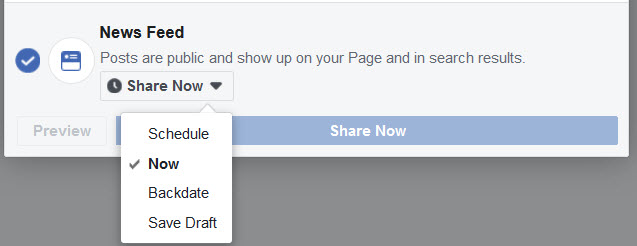 News Feed
Posts are public and show up on your Page and in search results.
Share Now
Preview
Share Now
Schedule
Now
Backdate
Save Draft